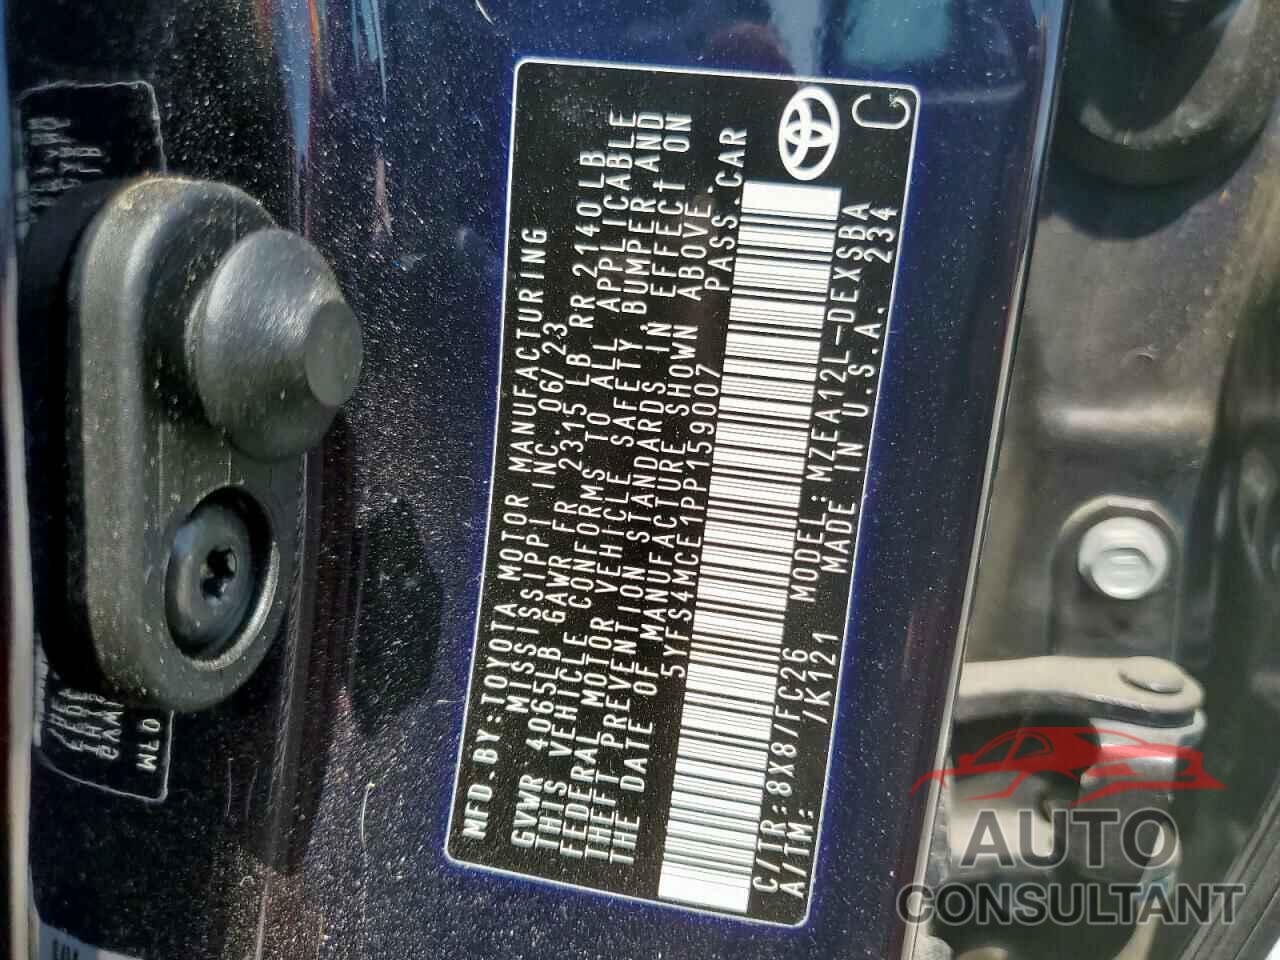 MFD.BY:TOYOTA MOTOR MANUFACTURING
MISSISSIPPI INC. 06/23
GVWR 4065LB GAWR FR 2315 LB RR 2140LB
THIS VEHICLE CONFORMS TO ALL APPLICABLE
FEDERAL MOTOR VEHICLE SAFETY, BUMPER AND
THEFT PREVENTION STANDARDS IN EFFECT ON
THE DATE OF MANUFACTURE SHOWN ABOVE.
5YFS4MCE1PP159007 PASS.CAR
C/TR:8X8/FC26 MODEL:MZEA12L-DEXSBA
A/TM: /K121 MADE IN U.S.A. 234
C
AUTO
CONSULTANT